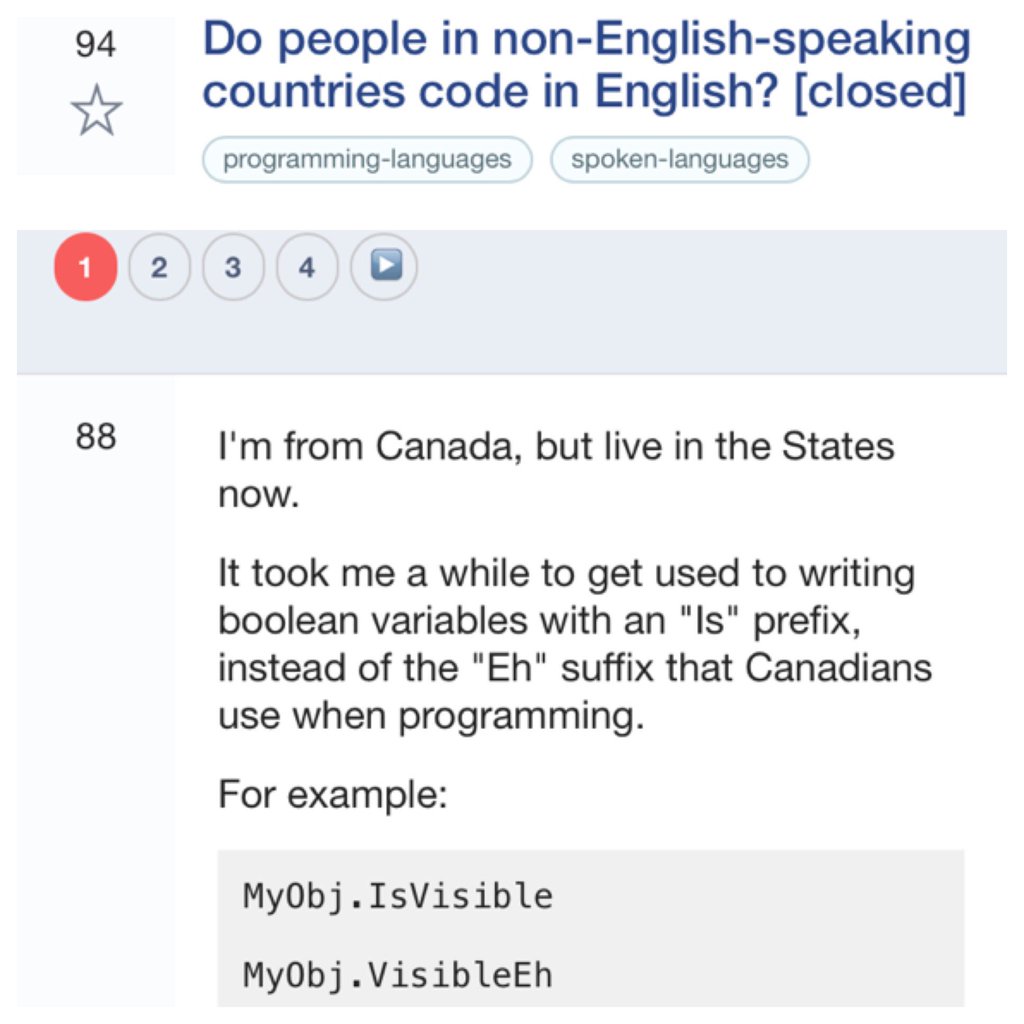 94
Do people in non-English-speaking
countries code in English? [closed]
programming-languages spoken-languages
1 2 3 4
88
I'm from Canada, but live in the States
now.
It took me a while to get used to writing
boolean variables with an "Is" prefix,
instead of the "Eh" suffix that Canadians
use when programming.
For example:
MyObj.IsVisible
MyObj.VisibleEh